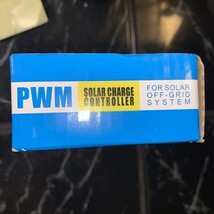 PWM
SOLAR CHARGE
CONTROLLER
FOR SOLAR
OFF-GRID
SYSTEM